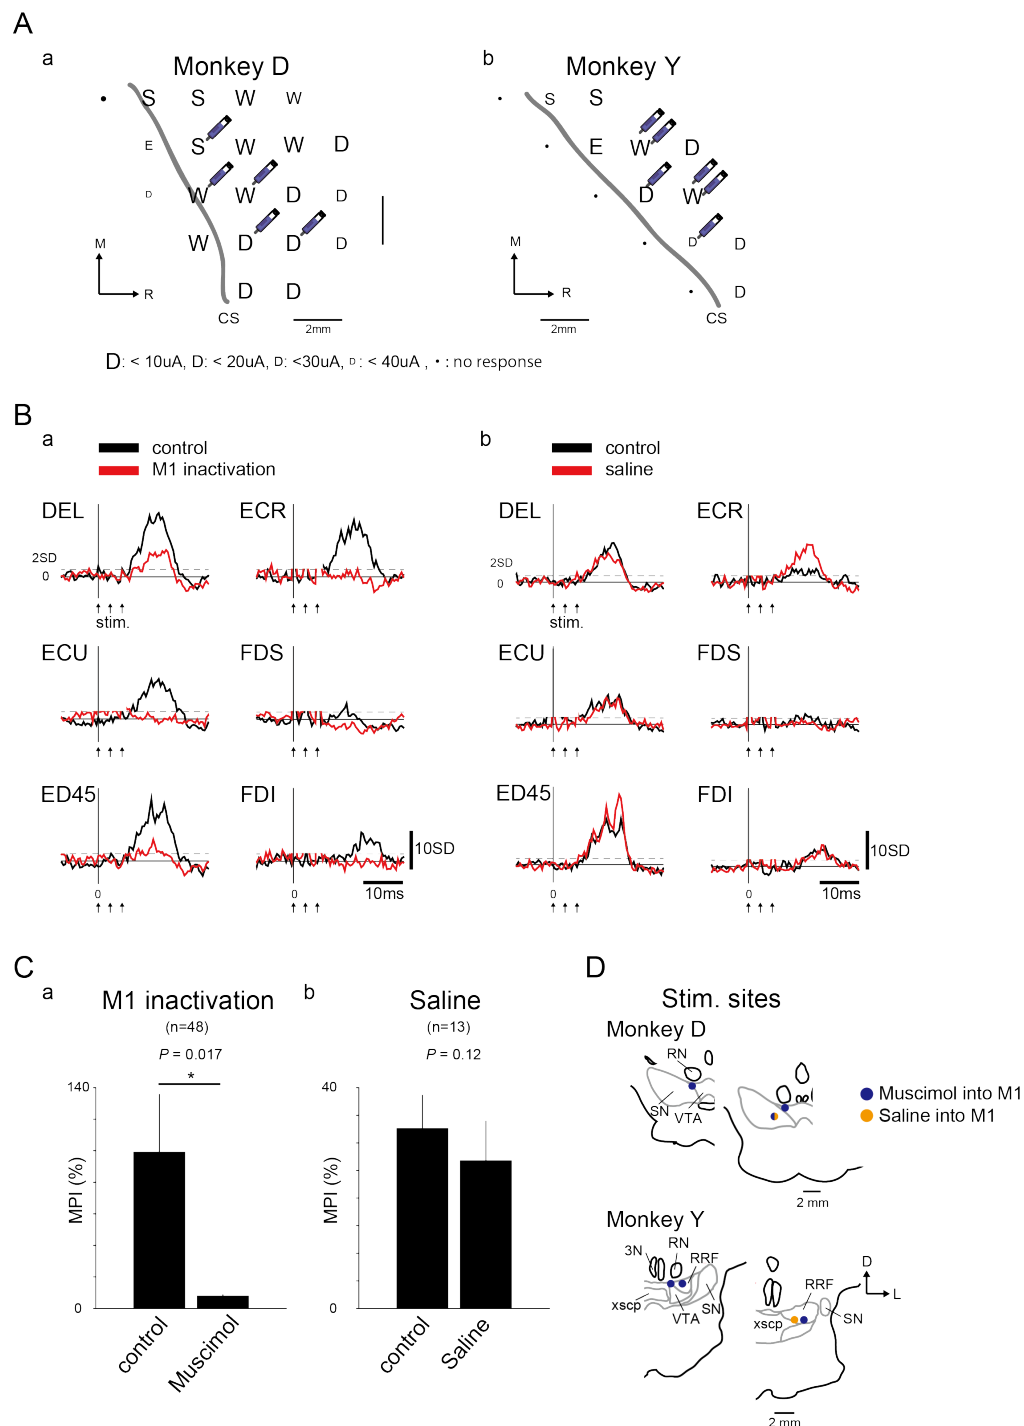 A
a
Monkey D
S S W W
E S W W D
D W W D D
W D D D
D D
M
R
CS
2mm
b
Monkey Y
S S
E W D
D W
D D
D
M
R
CS
2mm
D: < 10uA, D: < 20uA, D: <30uA, D: < 40uA , • : no response
B
a
control
M1 inactivation
DEL
ECR
2SD
0
stim.
ECU
FDS
ED45
FDI
10SD
0
0
10ms
b
control
saline
DEL
ECR
2SD
0
stim.
ECU
FDS
ED45
FDI
10SD
0
0
10ms
C
a
M1 inactivation
(n=48)
P = 0.017
*
140
MPI (%)
0
control
Muscimol
b
Saline
(n=13)
P = 0.12
40
MPI (%)
0
control
Saline
D
Stim. sites
Monkey D
RN
SN
VTA
Muscimol into M1
Saline into M1
2 mm
Monkey Y
3N
RN
RRF
xscp
VTA
SN
RRF
xscp
SN
D
L
2 mm